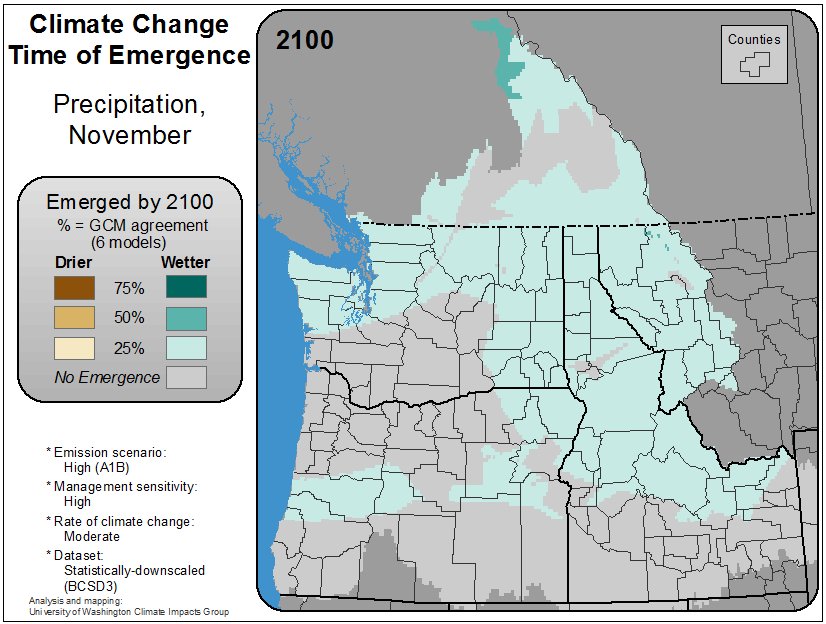 Climate Change
Time of Emergence
Precipitation,
November
Emerged by 2100
% = GCM agreement
(6 models)
Drier Wetter
75%
50%
25%
No Emergence
* Emission scenario:
High (A1B)
* Management sensitivity:
High
* Rate of climate change:
Moderate
* Dataset:
Statistically-downscaled
(BCSD3)
Analysis and mapping:
University of Washington Climate Impacts Group
2100
Counties